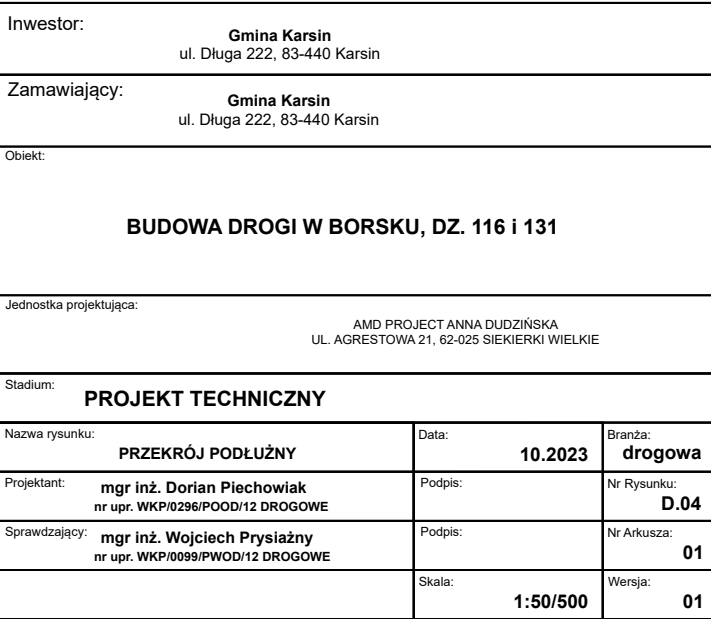 Inwestor:
Gmina Karsin
ul. Długa 222, 83-440 Karsin
Zamawiający:
Gmina Karsin
ul. Długa 222, 83-440 Karsin
Obiekt:
BUDOWA DROGI W BORSKU, DZ. 116 i 131
Jednostka projektująca:
AMD PROJECT ANNA DUDZIŃSKA
UL. AGRESTOWA 21, 62-025 SIEKIERKI WIELKIE
Stadium:
PROJEKT TECHNICZNY
Nazwa rysunku:
PRZEKRÓJ PODŁUŻNY
Data:
10.2023
Branża:
drogowa
Projektant:
mgr inż. Dorian Piechowiak
nr upr. WKP/0296/POOD/12 DROGOWE
Podpis:
Nr Rysunku:
D.04
Sprawdzający:
mgr inż. Wojciech Prysiażny
nr upr. WKP/0099/PWOD/12 DROGOWE
Podpis:
Nr Arkusza:
01
Skala:
1:50/500
Wersja:
01